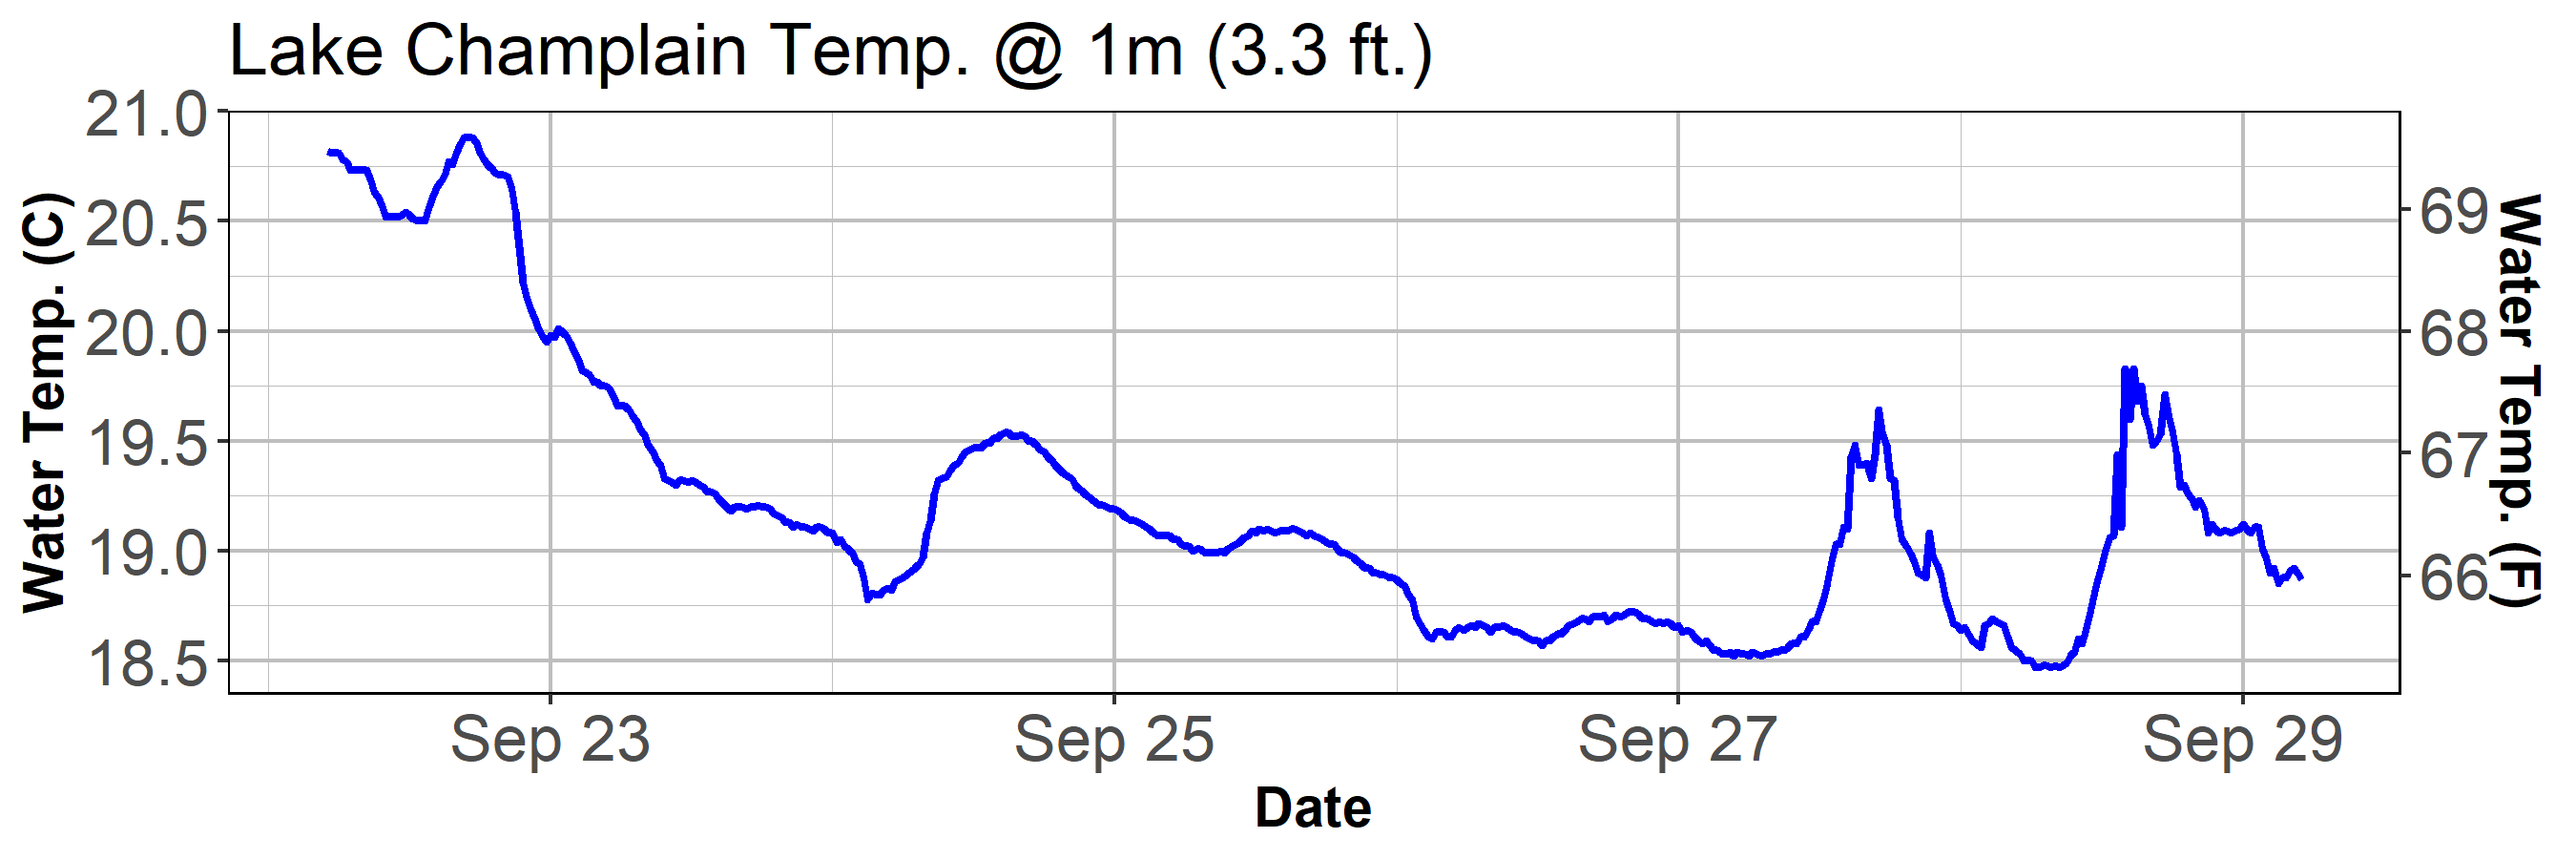 Lake Champlain Temp. @ 1m (3.3 ft.)
Water Temp. (C)
21.0
20.5
20.0
19.5
19.0
18.5
69
68
67
66
Water Temp. (F)
Sep 23 Sep 25 Sep 27 Sep 29
Date